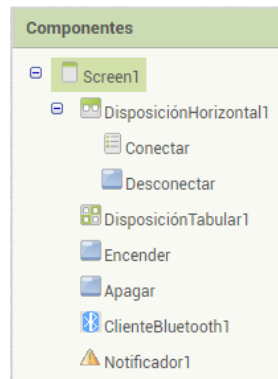 Componentes
Screen1
DisposiciónHorizontal1
Conectar
Desconectar
DisposiciónTabular1
Encender
Apagar
ClienteBluetooth1
Notificador1